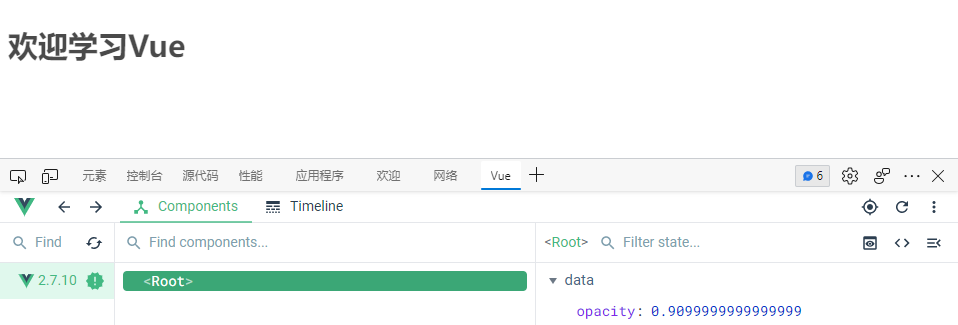 欢迎学习Vue
元素 控制台 源代码 性能 应用程序 欢迎 网络 Vue 6
Components Timeline
Find Find components... <Root> Filter state...
2.7.10 <Root> data
opacity: 0.9099999999999999